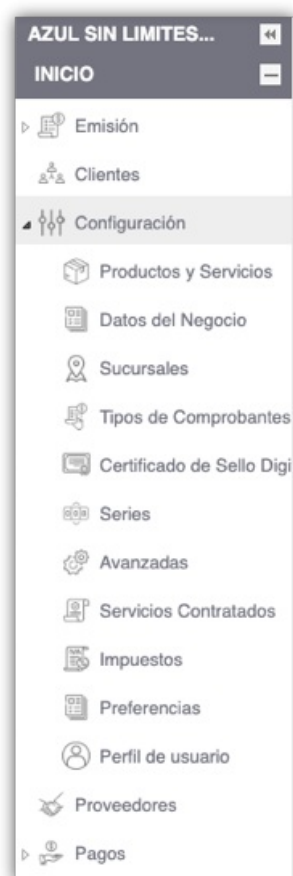 AZUL SIN LIMITES...
INICIO
Emisión
Clientes
Configuración
Productos y Servicios
Datos del Negocio
Sucursales
Tipos de Comprobantes
Certificado de Sello Digi
Series
Avanzadas
Servicios Contratados
Impuestos
Preferencias
Perfil de usuario
Proveedores
Pagos